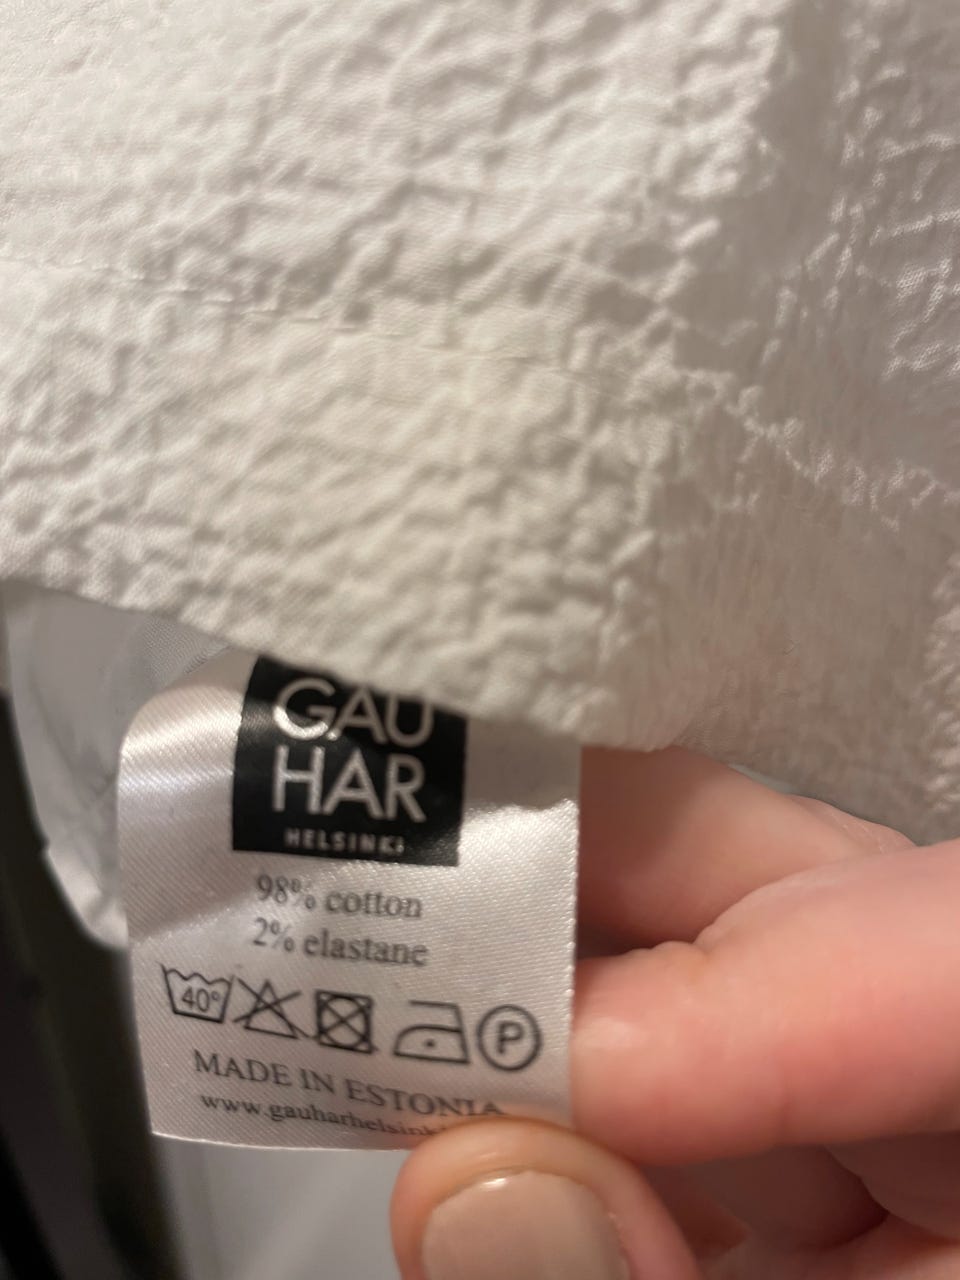 GAU
HAR
HELSINKI
98% cotton
2% elastane
40° P
MADE IN ESTONIA